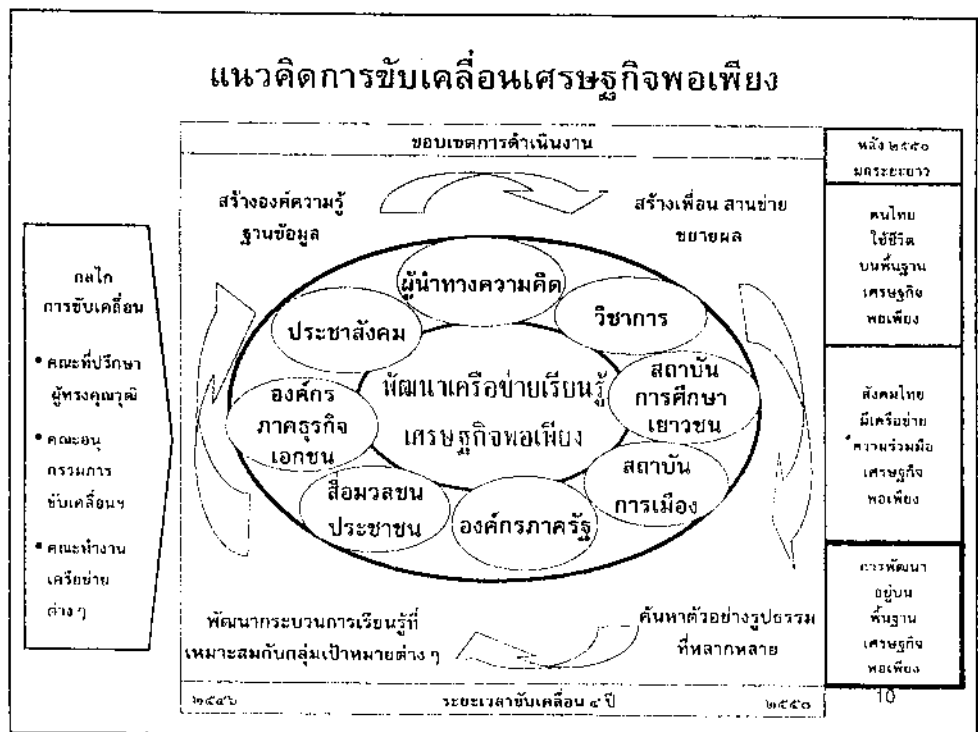 แนวคิดการขับเคลื่อนเศรษฐกิจพอเพียง
ขอบเขตการดำเนินงาน
สร้างองค์ความรู้
ฐานข้อมูล
สร้างเพื่อน สานข่าย
ขยายผล
กลไก
การขับเคลื่อน
• คณะที่ปรึกษา
ผู้ทรงคุณวุฒิ
• คณะอนุ
กรรมการ
ขับเคลื่อนฯ
• คณะทำงาน
เครือข่าย
ต่าง ๆ
ผู้นำทางความคิด
วิชาการ
ประชาสังคม
สถาบัน
การศึกษา
เยาวชน
องค์กร
ภาคธุรกิจ
เอกชน
พัฒนาเครือข่ายเรียนรู้
เศรษฐกิจพอเพียง
สถาบัน
การเมือง
สื่อมวลชน
ประชาชน
องค์กรภาครัฐ
พัฒนากระบวนการเรียนรู้ที่
เหมาะสมกับกลุ่มเป้าหมายต่าง ๆ
ค้นหาตัวอย่างรูปธรรม
ที่หลากหลาย
๒๕๔๖
ระยะเวลาขับเคลื่อน ๔ ปี
๒๕๕๐
หลัง ๒๕๕๐
ผลระยะยาว
คนไทย
ใช้ชีวิต
บนพื้นฐาน
เศรษฐกิจ
พอเพียง
สังคมไทย
มีเครือข่าย
ความร่วมมือ
เศรษฐกิจ
พอเพียง
การพัฒนา
อยู่บน
พื้นฐาน
เศรษฐกิจ
พอเพียง
10